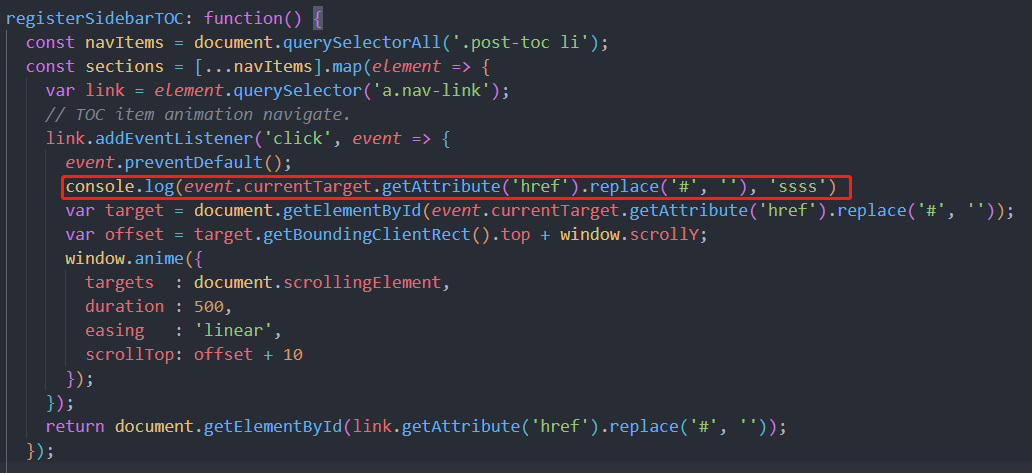 registerSidebarTOC: function() {
  const navItems = document.querySelectorAll('.post-toc li');
  const sections = [...navItems].map(element => {
    var link = element.querySelector('a.nav-link');
    // TOC item animation navigate.
    link.addEventListener('click', event => {
      event.preventDefault();
      console.log(event.currentTarget.getAttribute('href').replace('#', ''), 'ssss')
      var target = document.getElementById(event.currentTarget.getAttribute('href').replace('#', ''));
      var offset = target.getBoundingClientRect().top + window.scrollY;
      window.anime({
        targets  : document.scrollingElement,
        duration : 500,
        easing   : 'linear',
        scrollTop: offset + 10
      });
    });
    return document.getElementById(link.getAttribute('href').replace('#', ''));
  });